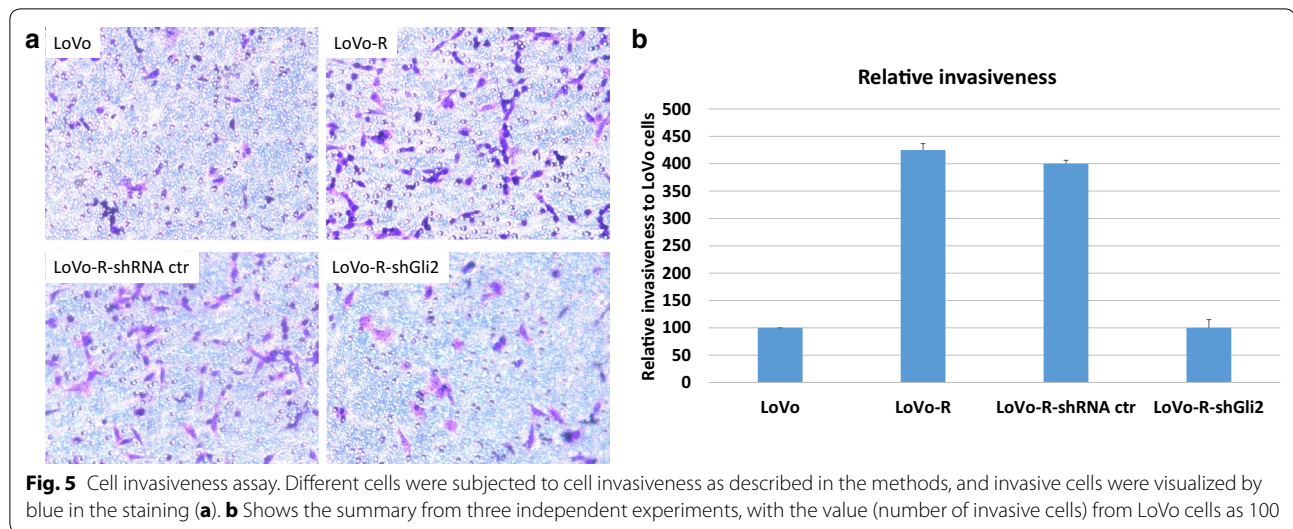 a
LoVo
LoVo-R
LoVo-R-shRNA ctr
LoVo-R-shGli2
b
Relative invasiveness
Relative invasiveness to LoVo cells
500
450
400
350
300
250
200
150
100
50
0
LoVo
LoVo-R
LoVo-R-shRNA ctr
LoVo-R-shGli2
Fig. 5 Cell invasiveness assay. Different cells were subjected to cell invasiveness as described in the methods, and invasive cells were visualized by
blue in the staining (a). b Shows the summary from three independent experiments, with the value (number of invasive cells) from LoVo cells as 100